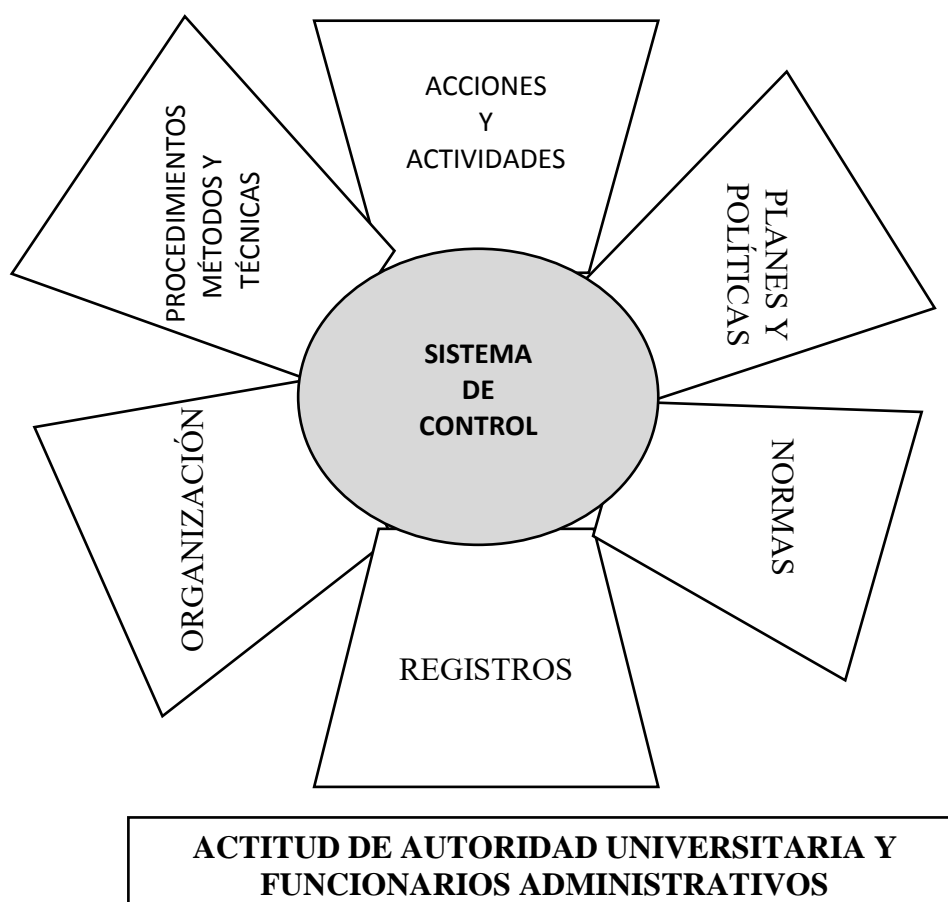 ACCIONES
Y
ACTIVIDADES
PROCEDIMIENTOS
MÉTODOS Y
TÉCNICAS
PLANES Y
POLÍTICAS
SISTEMA
DE
CONTROL
ORGANIZACIÓN
NORMAS
REGISTROS
ACTITUD DE AUTORIDAD UNIVERSITARIA Y
FUNCIONARIOS ADMINISTRATIVOS